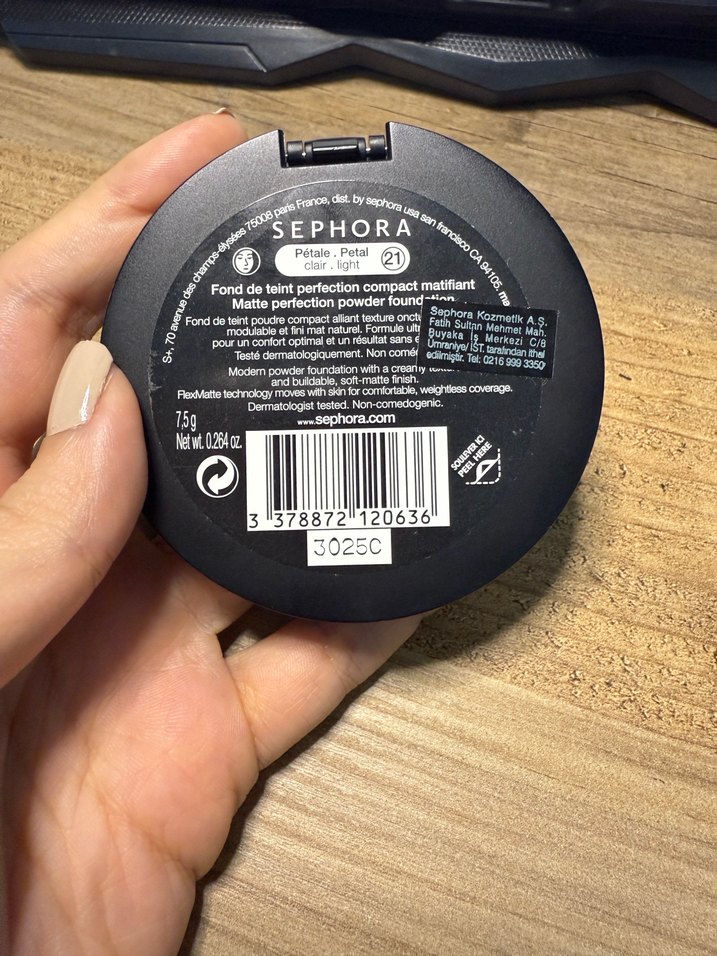 S+, 70 avenue des champs-élysées 75008 paris France, dist. by sephora usa san francisco CA 94105.
SEPHORA
Pétale . Petal
clair . light
21
Fond de teint perfection compact matifiant
Matte perfection powder foundation
Fond de teint poudre compact alliant texture
modulable et fini mat naturel. Formule
pour un confort optimal et un résultat sans
Testé dermatologiquement. Non
Modern powder foundation with a creamy texture
and buildable, soft-matte finish.
FlexMatte technology moves with skin for comfortable, weightless coverage.
Dermatologist tested. Non-comedogenic.
www.sephora.com
Sephora Kozmetik A.Ş.
Fatih Sultan Mehmet Mah.
Buyaka İş Merkezi C/8
Ümraniye/ İST. tarafından ithal
edilmiştir. Tel: 0216 999 3350
7,5 g
Net wt. 0.264 oz.
SOULEVER ICI
PEEL HERE
3 378872 120636
3025C